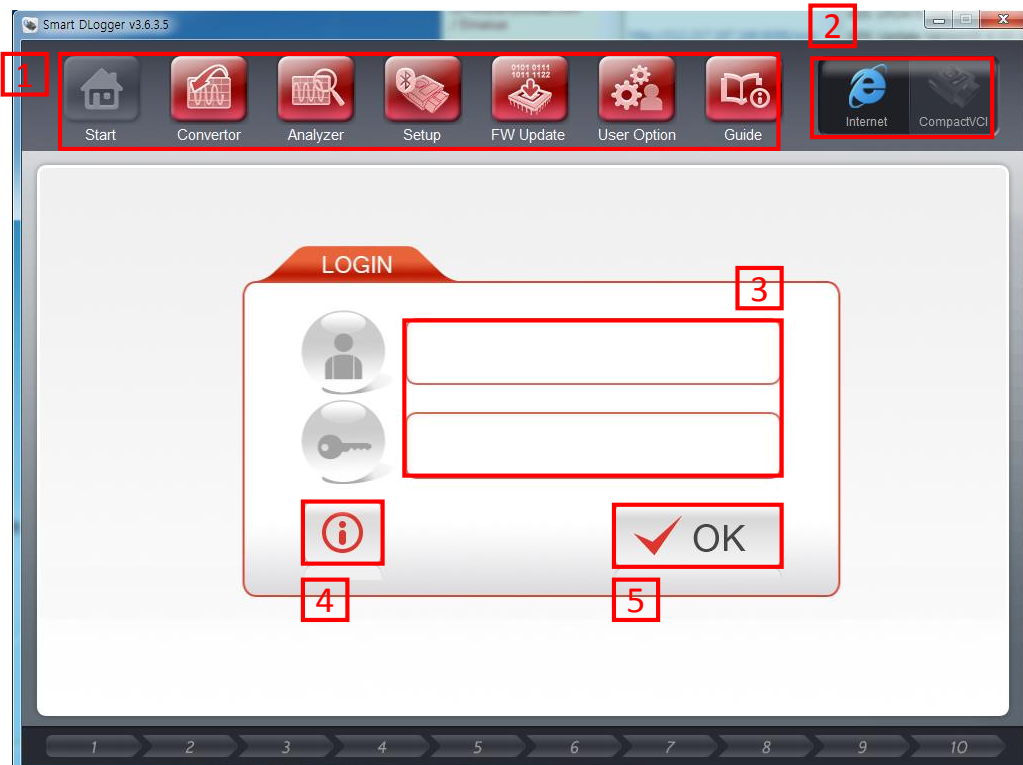 Smart DLogger v3.6.3.5
2
1
0101 0111
1011 1122
Start
Convertor
Analyzer
Setup
FW Update
User Option
Guide
Internet
CompactVCI
LOGIN
3
OK
4
5
1 2 3 4 5 6 7 8 9 10